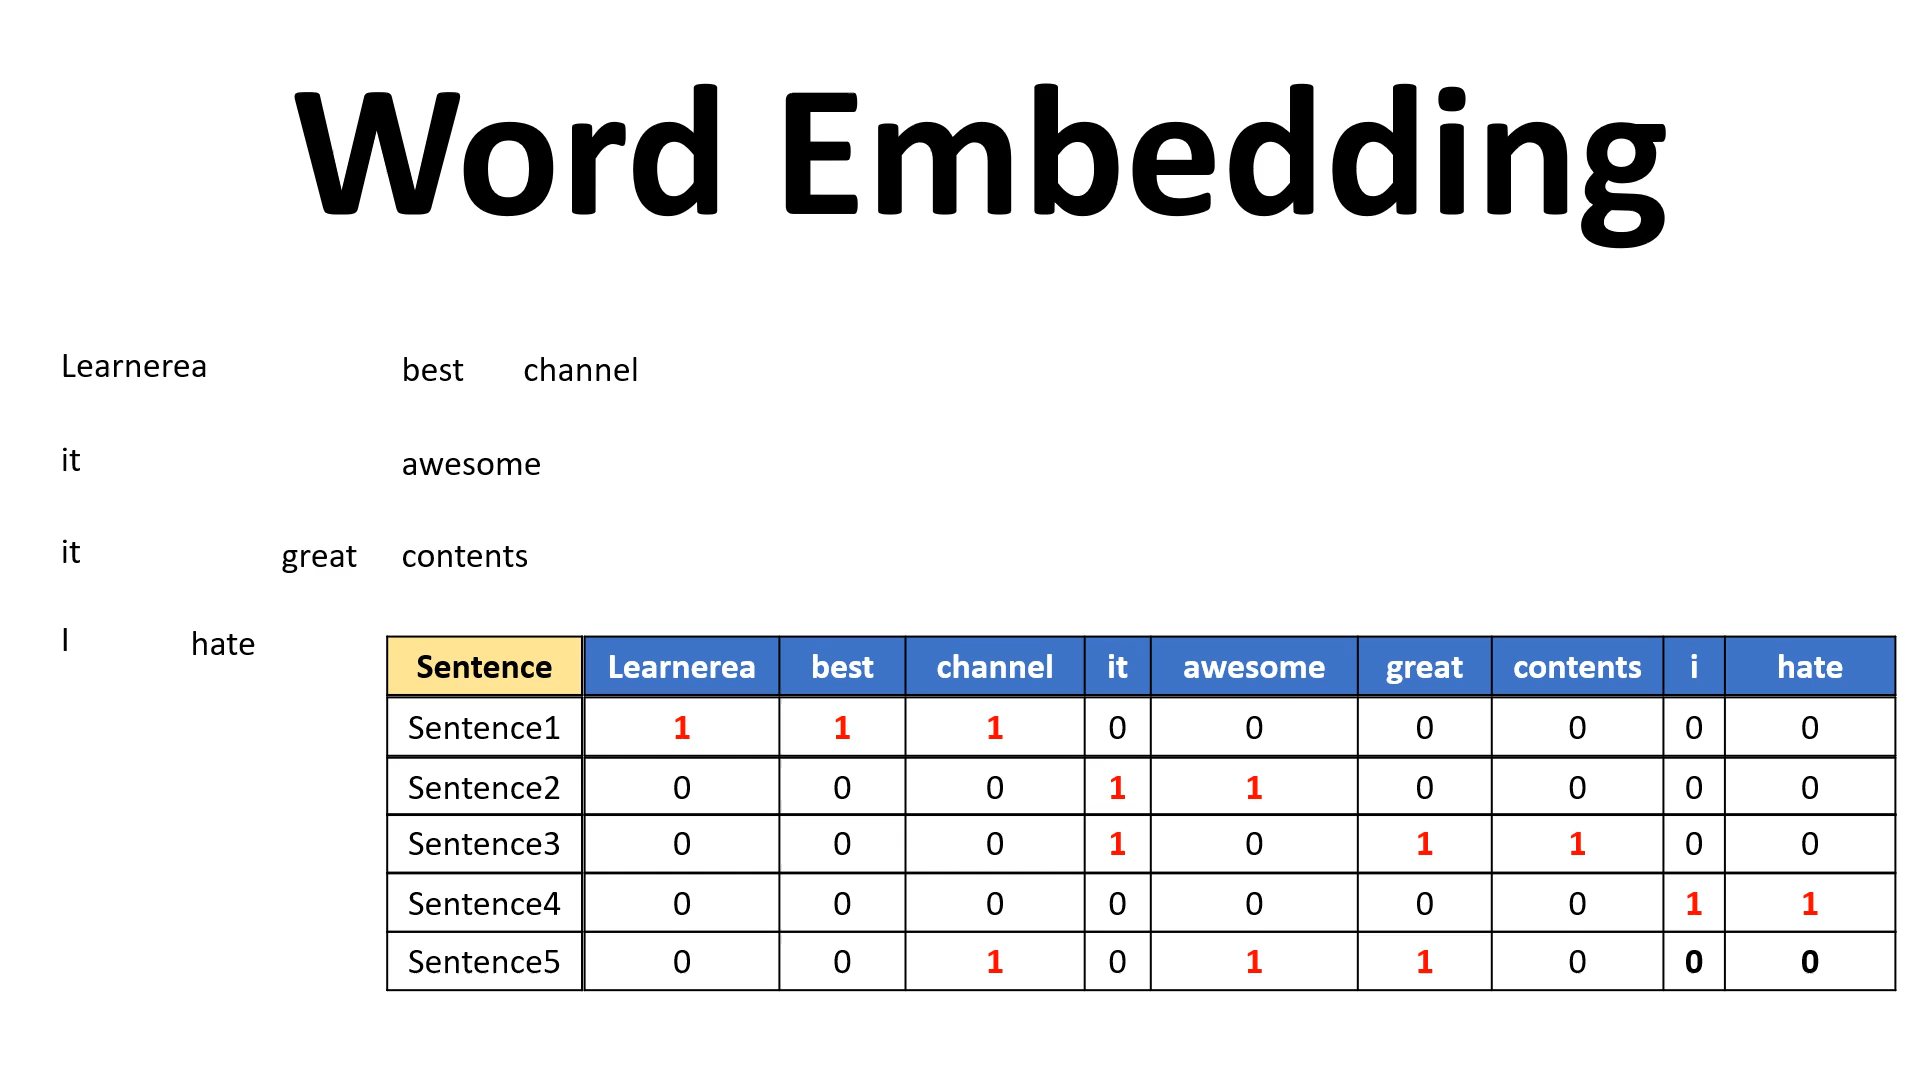 Word Embedding
Learnerea best channel
it awesome
it great contents
I hate
Sentence Learnerea best channel it awesome great contents i hate
Sentence1 1 1 1 0 0 0 0 0 0
Sentence2 0 0 0 1 1 0 0 0 0
Sentence3 0 0 0 1 0 1 1 0 0
Sentence4 0 0 0 0 0 0 0 1 1
Sentence5 0 0 1 0 1 1 0 0 0